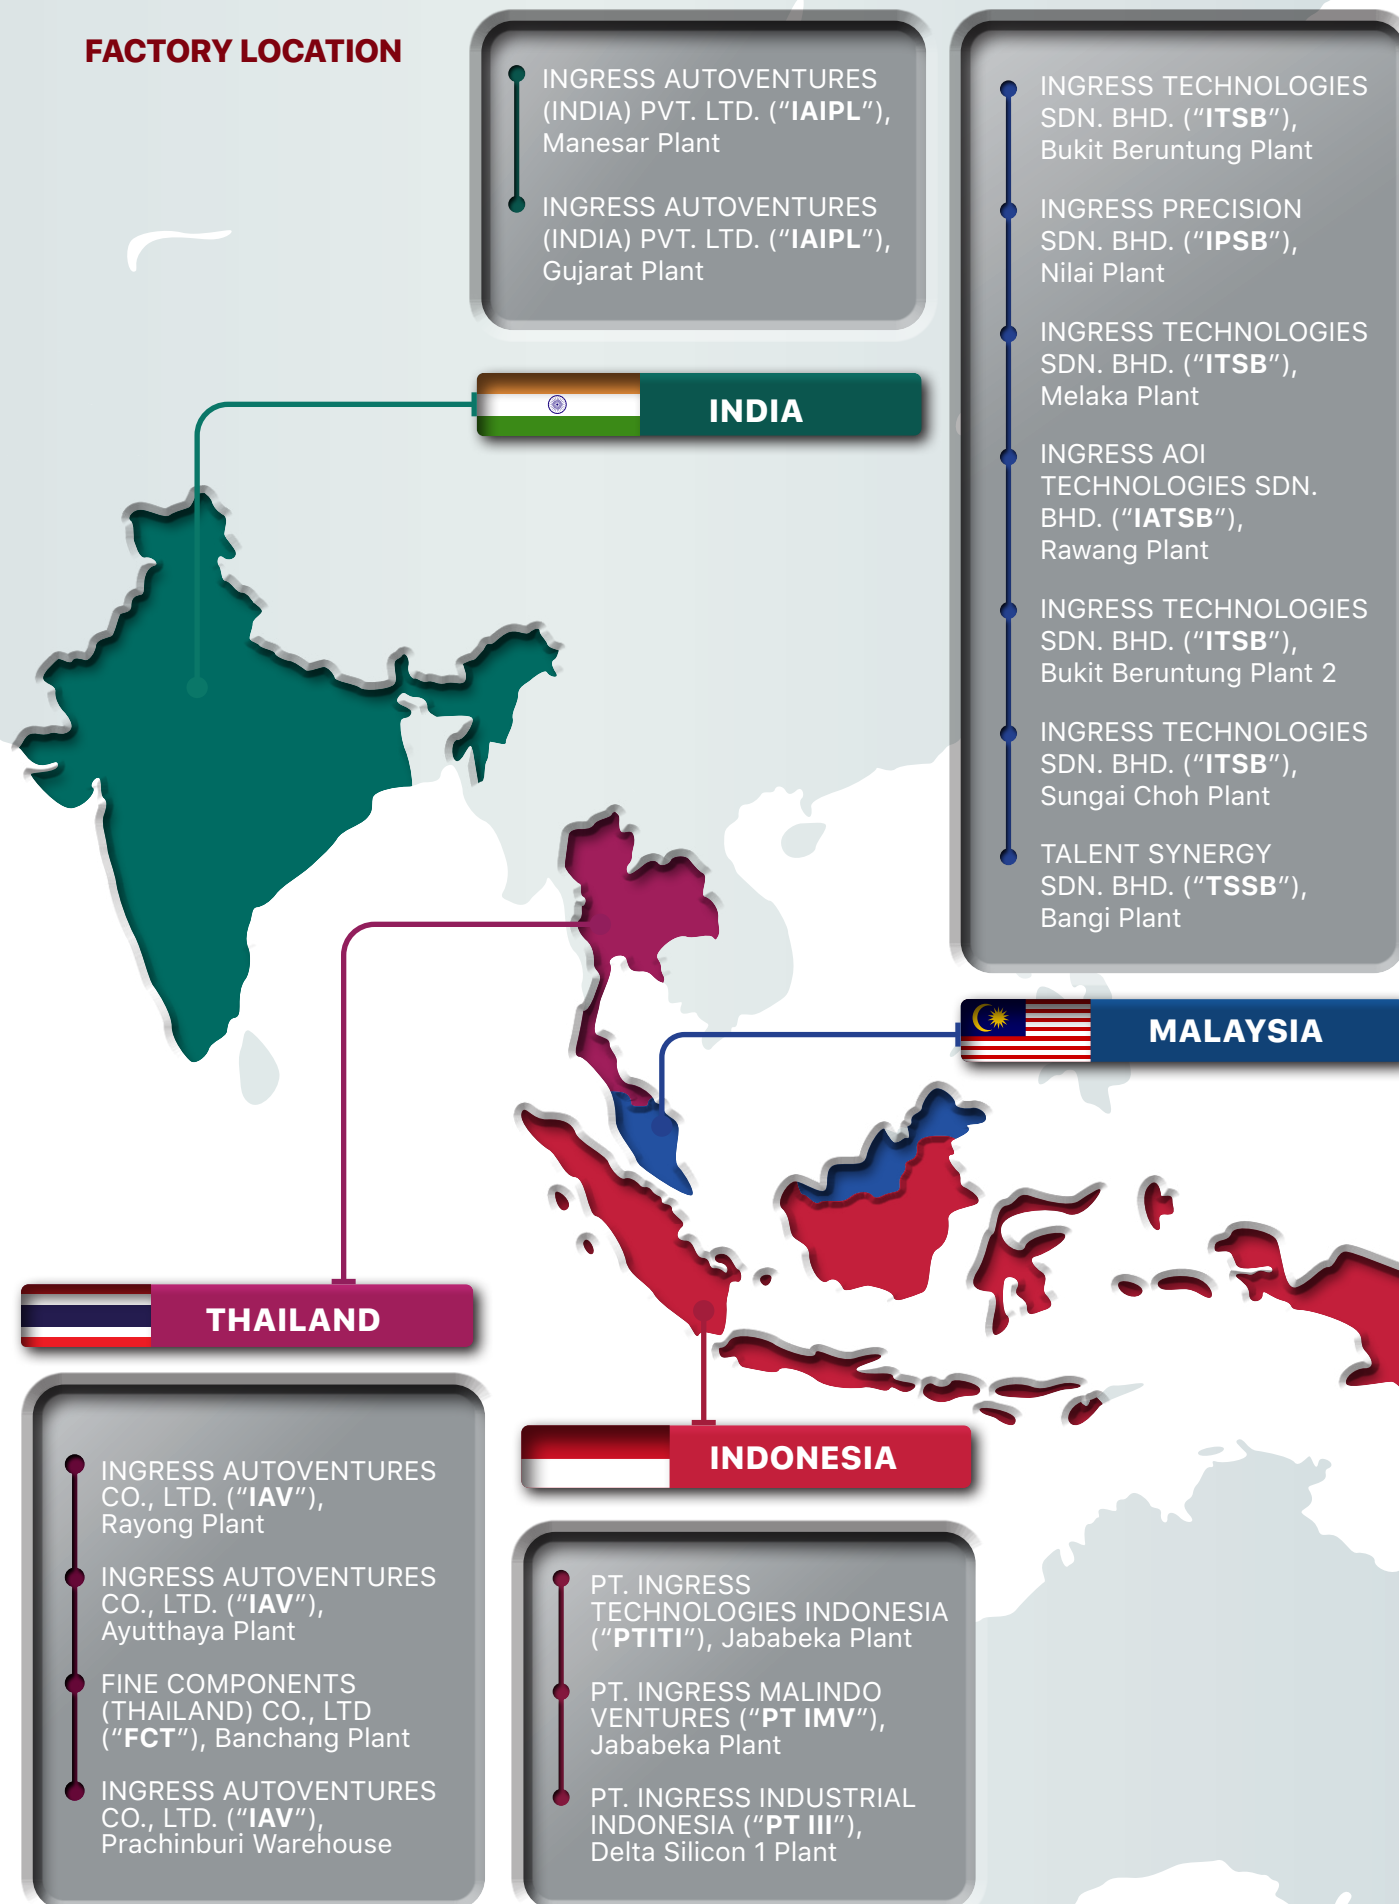 FACTORY LOCATION
INGRESS AUTOVENTURES
(INDIA) PVT. LTD. (“IAIPL”),
Manesar Plant
INGRESS AUTOVENTURES
(INDIA) PVT. LTD. (“IAIPL”),
Gujarat Plant
INDIA
INGRESS TECHNOLOGIES
SDN. BHD. (“ITSB”),
Bukit Beruntung Plant
INGRESS PRECISION
SDN. BHD. (“IPSB”),
Nilai Plant
INGRESS TECHNOLOGIES
SDN. BHD. (“ITSB”),
Melaka Plant
INGRESS AOI
TECHNOLOGIES SDN.
BHD. (“IATSB”),
Rawang Plant
INGRESS TECHNOLOGIES
SDN. BHD. (“ITSB”),
Bukit Beruntung Plant 2
INGRESS TECHNOLOGIES
SDN. BHD. (“ITSB”),
Sungai Choh Plant
TALENT SYNERGY
SDN. BHD. (“TSSB”),
Bangi Plant
MALAYSIA
THAILAND
INGRESS AUTOVENTURES
CO., LTD. (“IAV”),
Rayong Plant
INGRESS AUTOVENTURES
CO., LTD. (“IAV”),
Ayutthaya Plant
FINE COMPONENTS
(THAILAND) CO., LTD
(“FCT”), Banchang Plant
INGRESS AUTOVENTURES
CO., LTD. (“IAV”),
Prachinburi Warehouse
INDONESIA
PT. INGRESS
TECHNOLOGIES INDONESIA
(“PTITI”), Jababeka Plant
PT. INGRESS MALINDO
VENTURES (“PT IMV”),
Jababeka Plant
PT. INGRESS INDUSTRIAL
INDONESIA (“PT III”),
Delta Silicon 1 Plant